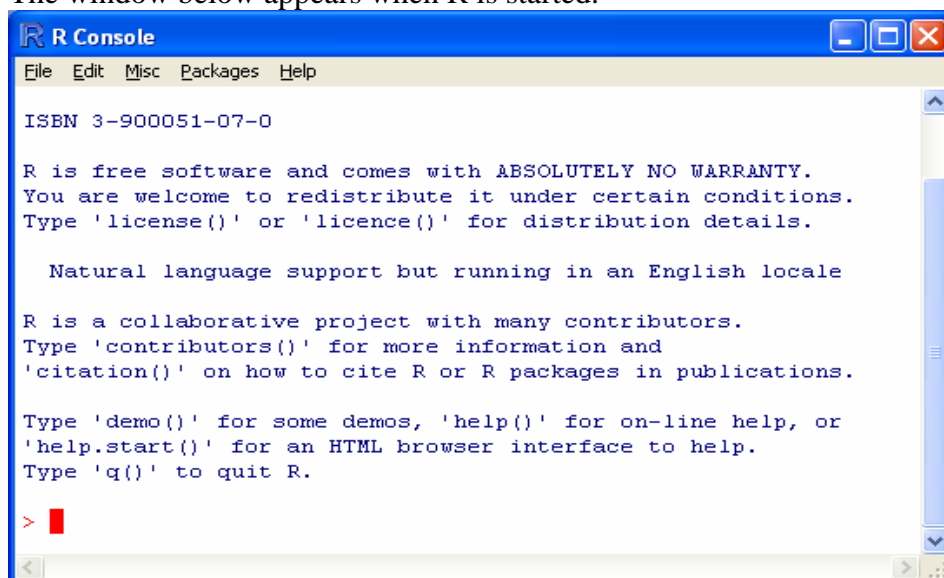 The window below appears when R is started.
R Console
File Edit Misc Packages Help
ISBN 3-900051-07-0
R is free software and comes with ABSOLUTELY NO WARRANTY.
You are welcome to redistribute it under certain conditions.
Type 'license()' or 'licence()' for distribution details.
Natural language support but running in an English locale
R is a collaborative project with many contributors.
Type 'contributors()' for more information and
'citation()' on how to cite R or R packages in publications.
Type 'demo()' for some demos, 'help()' for on-line help, or
'help.start()' for an HTML browser interface to help.
Type 'q()' to quit R.
>